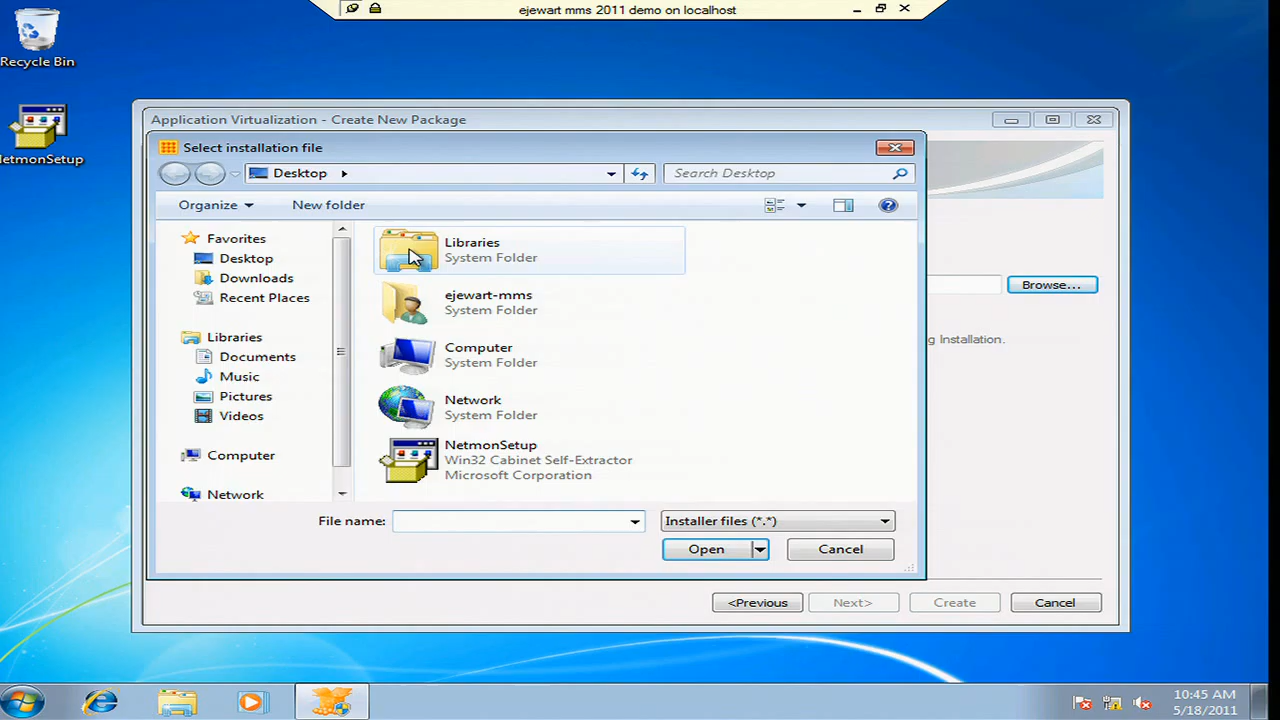 ejewart mms 2011 demo on localhost
Recycle Bin
etmonSetup
Application Virtualization - Create New Package
Select installation file
Desktop
Search Desktop
Organize
New folder
Favorites
Desktop
Downloads
Recent Places
Libraries
Documents
Music
Pictures
Videos
Computer
Network
Libraries
System Folder
ejewart-mms
System Folder
Computer
System Folder
Network
System Folder
NetmonSetup
Win32 Cabinet Self-Extractor
Microsoft Corporation
Browse...
g Installation.
File name:
Installer files (*.*)
Open
Cancel
<Previous
Next>
Create
Cancel
10:45 AM
5/18/2011